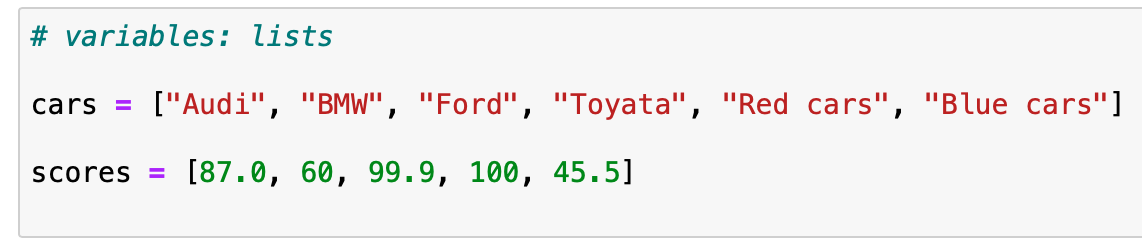 # variables: lists
cars = ["Audi", "BMW", "Ford", "Toyata", "Red cars", "Blue cars"]
scores = [87.0, 60, 99.9, 100, 45.5]